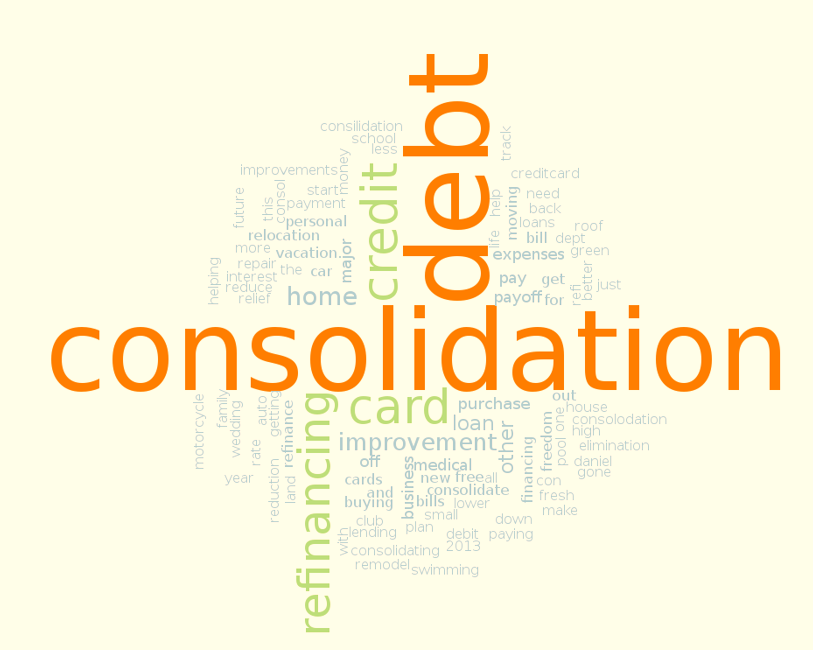 debt
consilidation
school
less
track
improvements
money
credit
creditcard
start
consol
this
future
payment
help
moving
need
back
personal
loans
roof
relocation
life
bill
dept
more
major
green
vacation
expenses
repair
the
car
helping
interest
pay
get
better
just
reduce
refi
relief
home
payoff
for
consolidation
motorcycle
family
wedding
auto
getting
refinance
refinancing
card
purchase
out
house
one
consolodation
loan
high
improvement
other
freedom
pool
elimination
rate
off
medical
daniel
gone
year
cards
new
free
all
financing
con
reduction
land
and
business
consolidate
fresh
buying
bills
lower
make
small
club
plan
down
with
lending
debit
paying
consolidating
2013
remodel
swimming